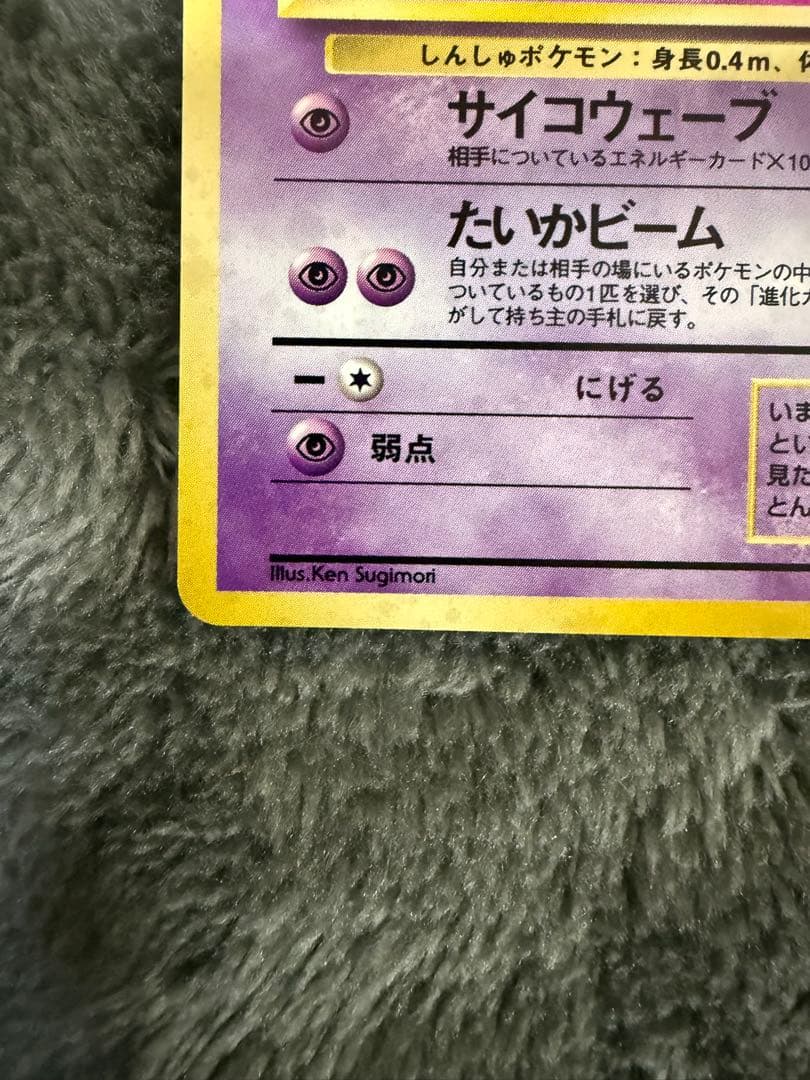 しんしゅポケモン：身長0.4m、
サイコウェーブ
相手についているエネルギーカード×10
たいかビーム
自分または相手の場にいるポケモンの中
ついているもの1匹を選び、その「進化
がして持ち主の手札に戻す。
ー にげる
弱点
いま
とい
見た
とん
Illus.Ken Sugimori